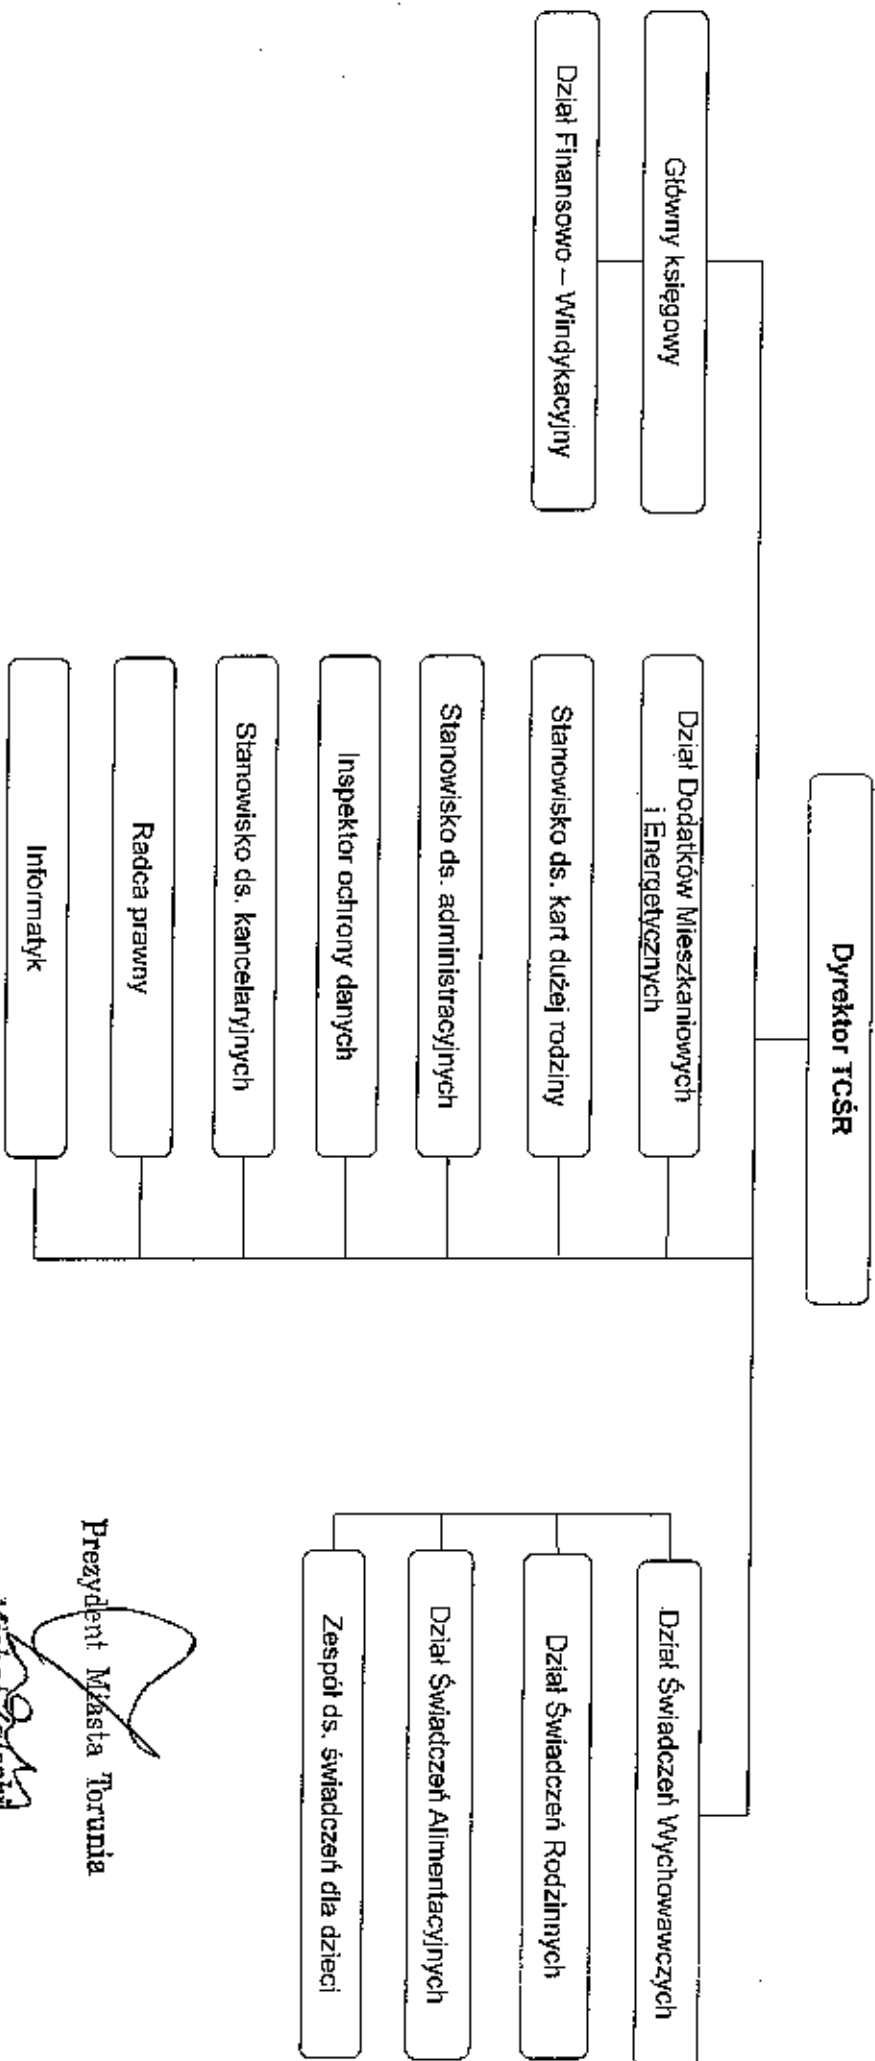 Dyrektor TCŚR
Główny księgowy
Dział Finansowo – Windykacyjny
Dział Dodatków Mieszkaniowych
i Energetycznych
Stanowisko ds. kart dużej rodziny
Stanowisko ds. administracyjnych
Inspektor ochrony danych
Stanowisko ds. kancelaryjnych
Radca prawny
Informatyk
Dział Świadczeń Wychowawczych
Dział Świadczeń Rodzinnych
Dział Świadczeń Alimentacyjnych
Zespół ds. świadczeń dla dzieci
Prezydent Miasta Torunia